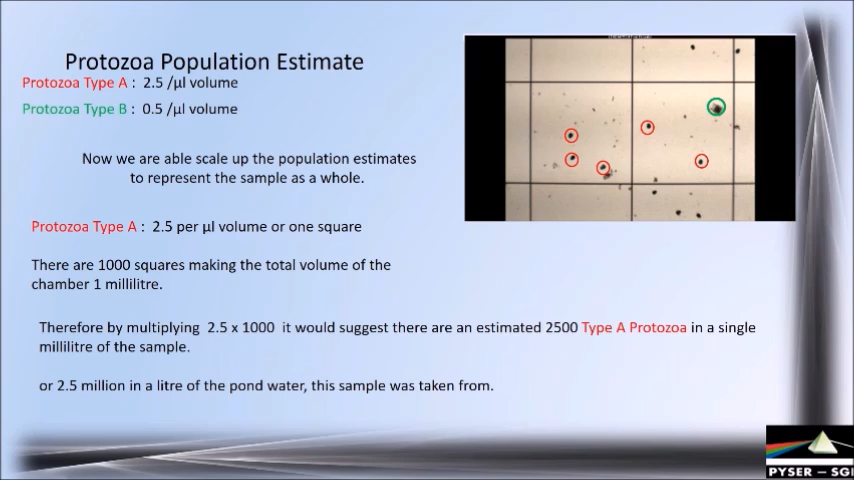 Protozoa Population Estimate
Protozoa Type A : 2.5 /µl volume
Protozoa Type B : 0.5 /µl volume
Now we are able scale up the population estimates
to represent the sample as a whole.
Protozoa Type A : 2.5 per µl volume or one square
There are 1000 squares making the total volume of the
chamber 1 millilitre.
Therefore by multiplying 2.5 x 1000 it would suggest there are an estimated 2500 Type A Protozoa in a single
millilitre of the sample.
or 2.5 million in a litre of the pond water, this sample was taken from.
PYSER – SGI